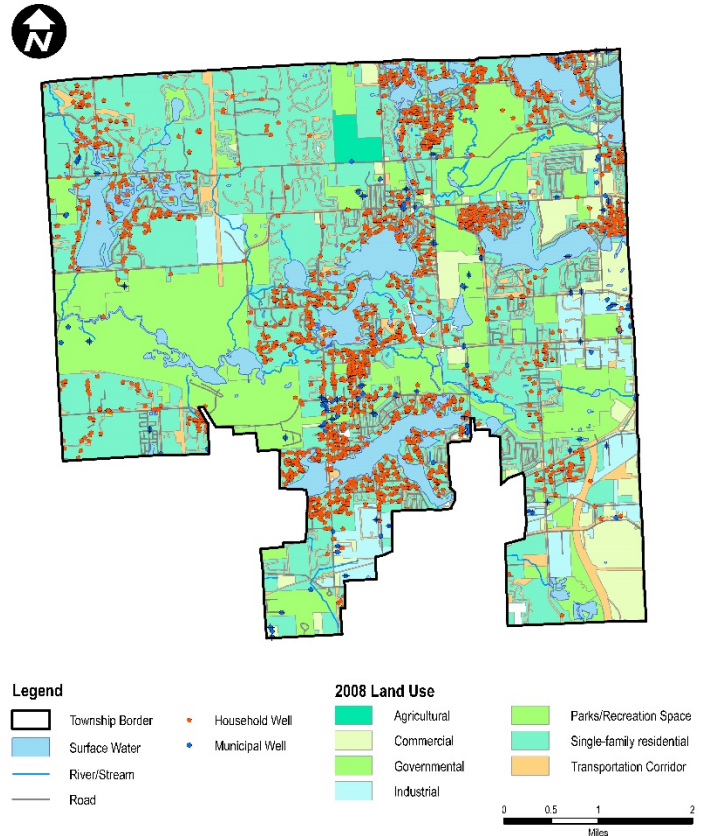 N
Legend
Township Border
Surface Water
River/Stream
Road
Household Well
Municipal Well
2008 Land Use
Agricultural
Commercial
Governmental
Industrial
Parks/Recreation Space
Single-family residential
Transportation Corridor
0 0.5 1 2
Miles